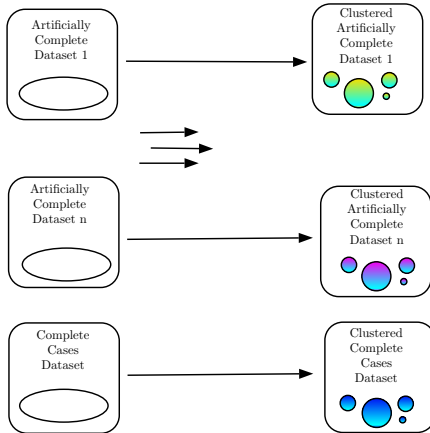 Artificially
Complete
Dataset 1
Clustered
Artificially
Complete
Dataset 1
Artificially
Complete
Dataset n
Clustered
Artificially
Complete
Dataset n
Complete
Cases
Dataset
Clustered
Complete
Cases
Dataset